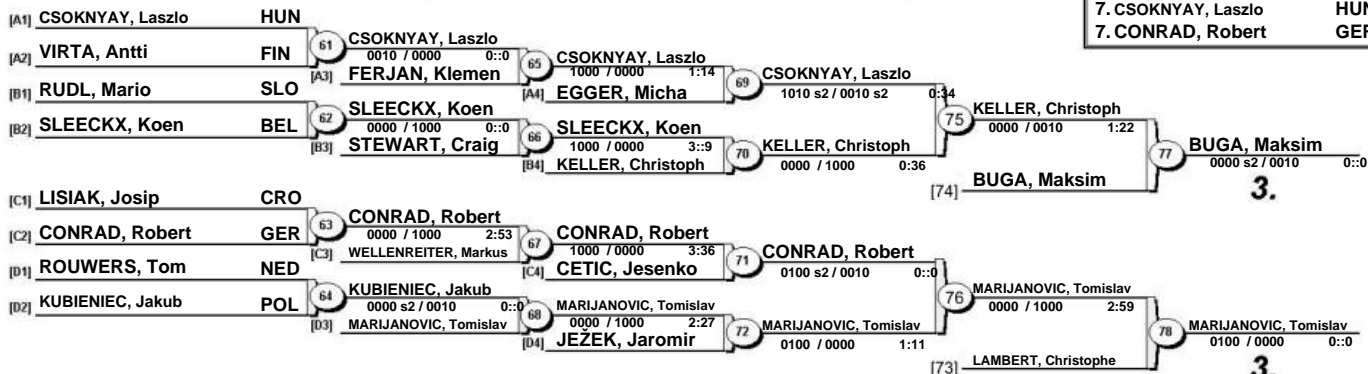 7. CSOKNYAY, Laszlo HUN
7. CONRAD, Robert GER
[A1] CSOKNYAY, Laszlo HUN
[A2] VIRTA, Antti FIN
61 CSOKNYAY, Laszlo
0010 / 0000 0::0
[A3] FERJAN, Klemen
65 CSOKNYAY, Laszlo
1000 / 0000 1:14
[A4] EGGER, Micha
69 CSOKNYAY, Laszlo
1010 s2 / 0010 s2 0:34
[B1] RUDL, Mario SLO
[B2] SLEECKX, Koen BEL
62 SLEECKX, Koen
0000 / 1000 0::0
[B3] STEWART, Craig
66 SLEECKX, Koen
1000 / 0000 3::9
[B4] KELLER, Christoph
70 KELLER, Christoph
0000 / 1000 0:36
75 KELLER, Christoph
0000 / 0010 1:22
[74] BUGA, Maksim
77 BUGA, Maksim
0000 s2 / 0010 0::0
3.
[C1] LISIAK, Josip CRO
[C2] CONRAD, Robert GER
63 CONRAD, Robert
0000 / 1000 2:53
[C3] WELLENREITER, Markus
67 CONRAD, Robert
1000 / 0000 3:36
[C4] CETIC, Jesenko
71 CONRAD, Robert
0100 s2 / 0010 0::0
[D1] ROUWERS, Tom NED
[D2] KUBIENIEC, Jakub POL
64 KUBIENIEC, Jakub
0000 s2 / 0010 0::0
[D3] MARIJANOVIC, Tomislav
68 MARIJANOVIC, Tomislav
0000 / 1000 2:27
[D4] JEŽEK, Jaromir
72 MARIJANOVIC, Tomislav
0100 / 0000 1:11
76 MARIJANOVIC, Tomislav
0000 / 1000 2:59
[73] LAMBERT, Christophe
78 MARIJANOVIC, Tomislav
0100 / 0000 0::0
3.